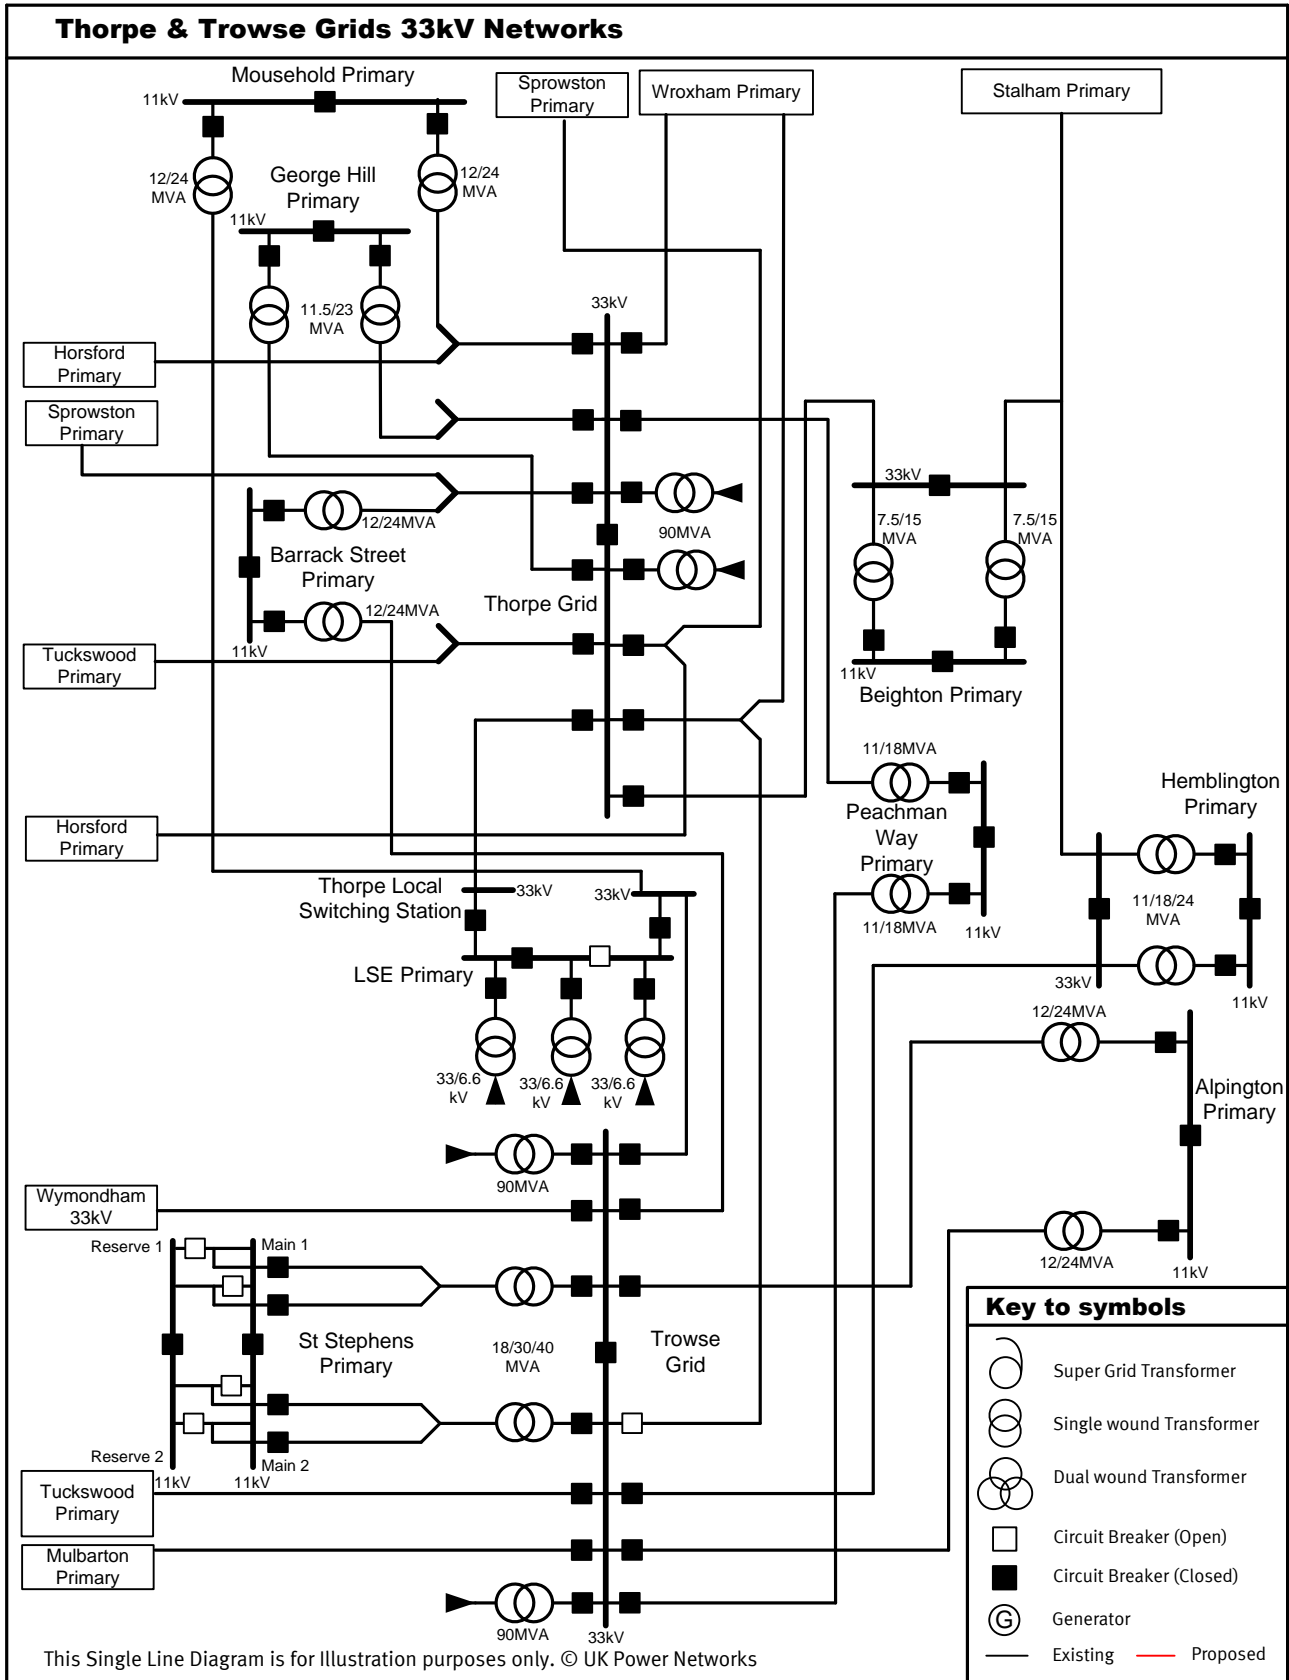 Thorpe & Trowse Grids 33kV Networks
Mousehold Primary
11kV
Sprowston
Primary
Wroxham Primary
Stalham Primary
12/24
MVA
12/24
MVA
George Hill
Primary
11kV
11.5/23
MVA
33kV
Horsford
Primary
Sprowston
Primary
33kV
12/24MVA
90MVA
7.5/15
MVA
7.5/15
MVA
Barrack Street
Primary
12/24MVA
Thorpe Grid
11kV
Tuckswood
Primary
11kV
Beighton Primary
11/18MVA
Hemblington
Primary
Horsford
Primary
Peachman
Way
Primary
Thorpe Local
Switching Station
33kV
33kV
11/18MVA
11kV
11/18/24
MVA
LSE Primary
33kV
11kV
12/24MVA
33/6.6
kV
33/6.6
kV
33/6.6
kV
Alpington
Primary
90MVA
Wymondham
33kV
Reserve 1
Main 1
12/24MVA
11kV
St Stephens
Primary
18/30/40
MVA
Trowse
Grid
Reserve 2
Main 2
11kV
11kV
Tuckswood
Primary
Mulbarton
Primary
90MVA
33kV
Key to symbols
Super Grid Transformer
Single wound Transformer
Dual wound Transformer
Circuit Breaker (Open)
Circuit Breaker (Closed)
G
Generator
Existing
Proposed
This Single Line Diagram is for Illustration purposes only. © UK Power Networks